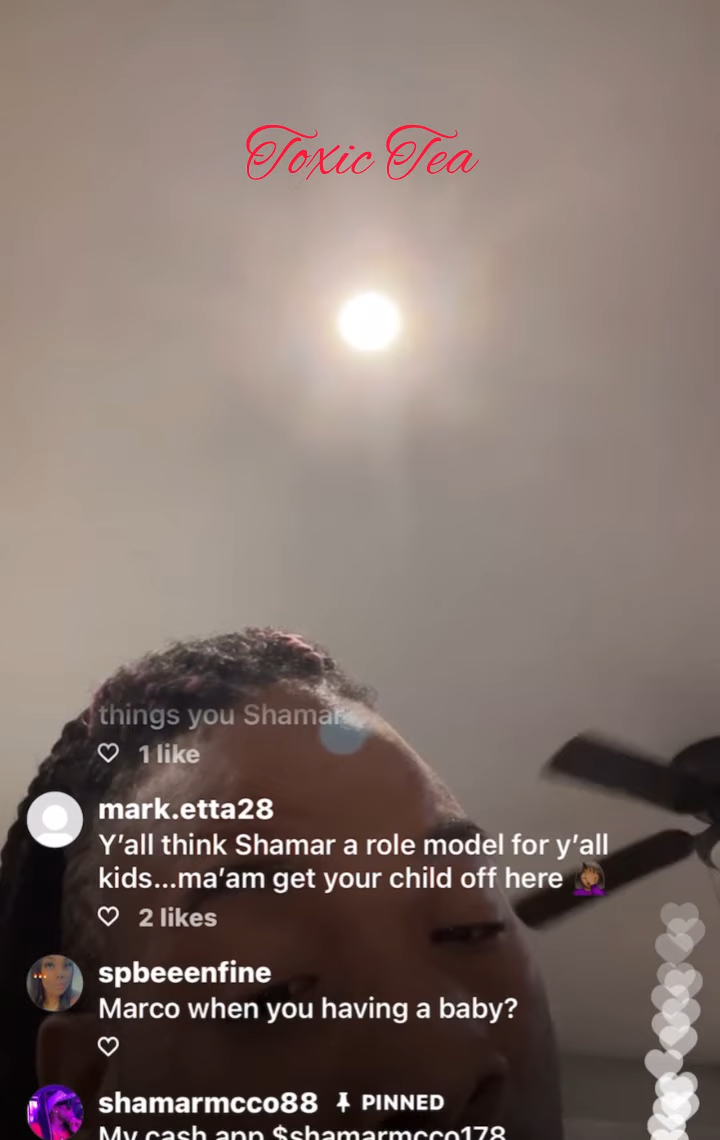 Toxic Tea
things you Shamar
1 like
mark.etta28
Y’all think Shamar a role model for y’all
kids...ma’am get your child off here 🤦🏾‍♀️
2 likes
spbeeenfine
Marco when you having a baby?
shamarmcco88 PINNED
My cash app $shamarmcco178